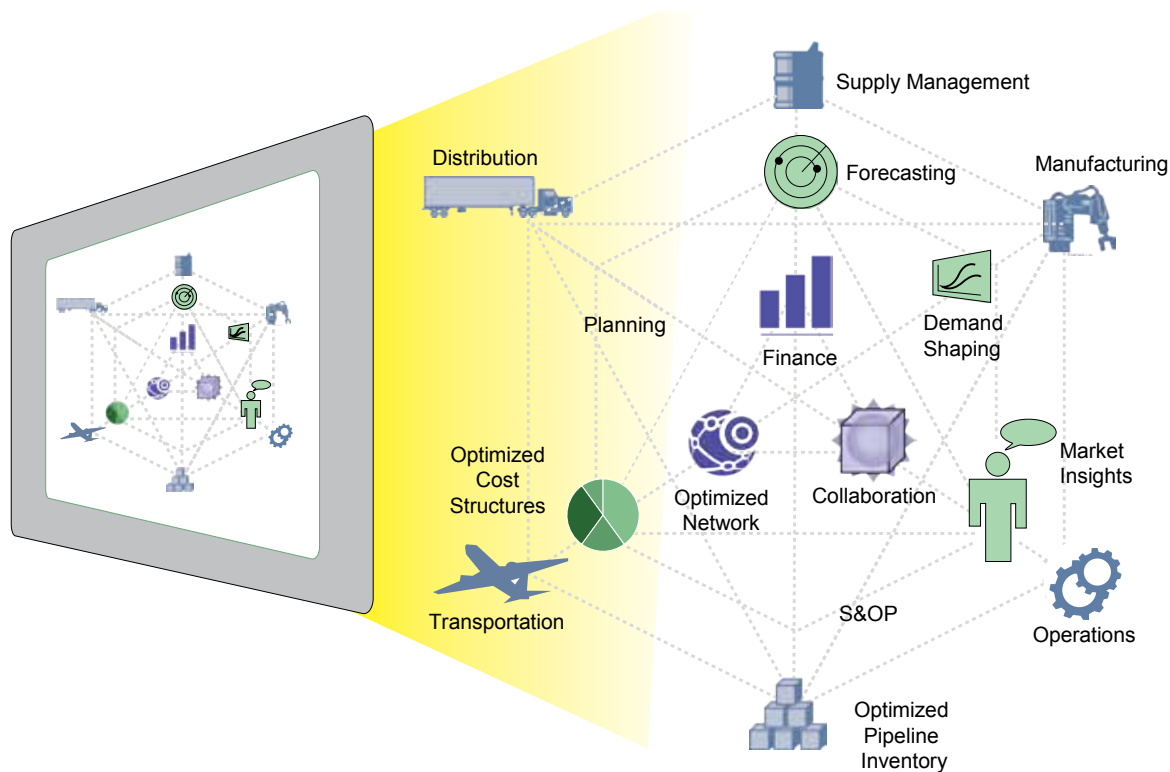 Supply Management
Distribution
Forecasting
Manufacturing
Planning
Finance
Demand
Shaping
Optimized
Cost
Structures
Optimized
Network
Collaboration
Market
Insights
Transportation
S&OP
Operations
Optimized
Pipeline
Inventory